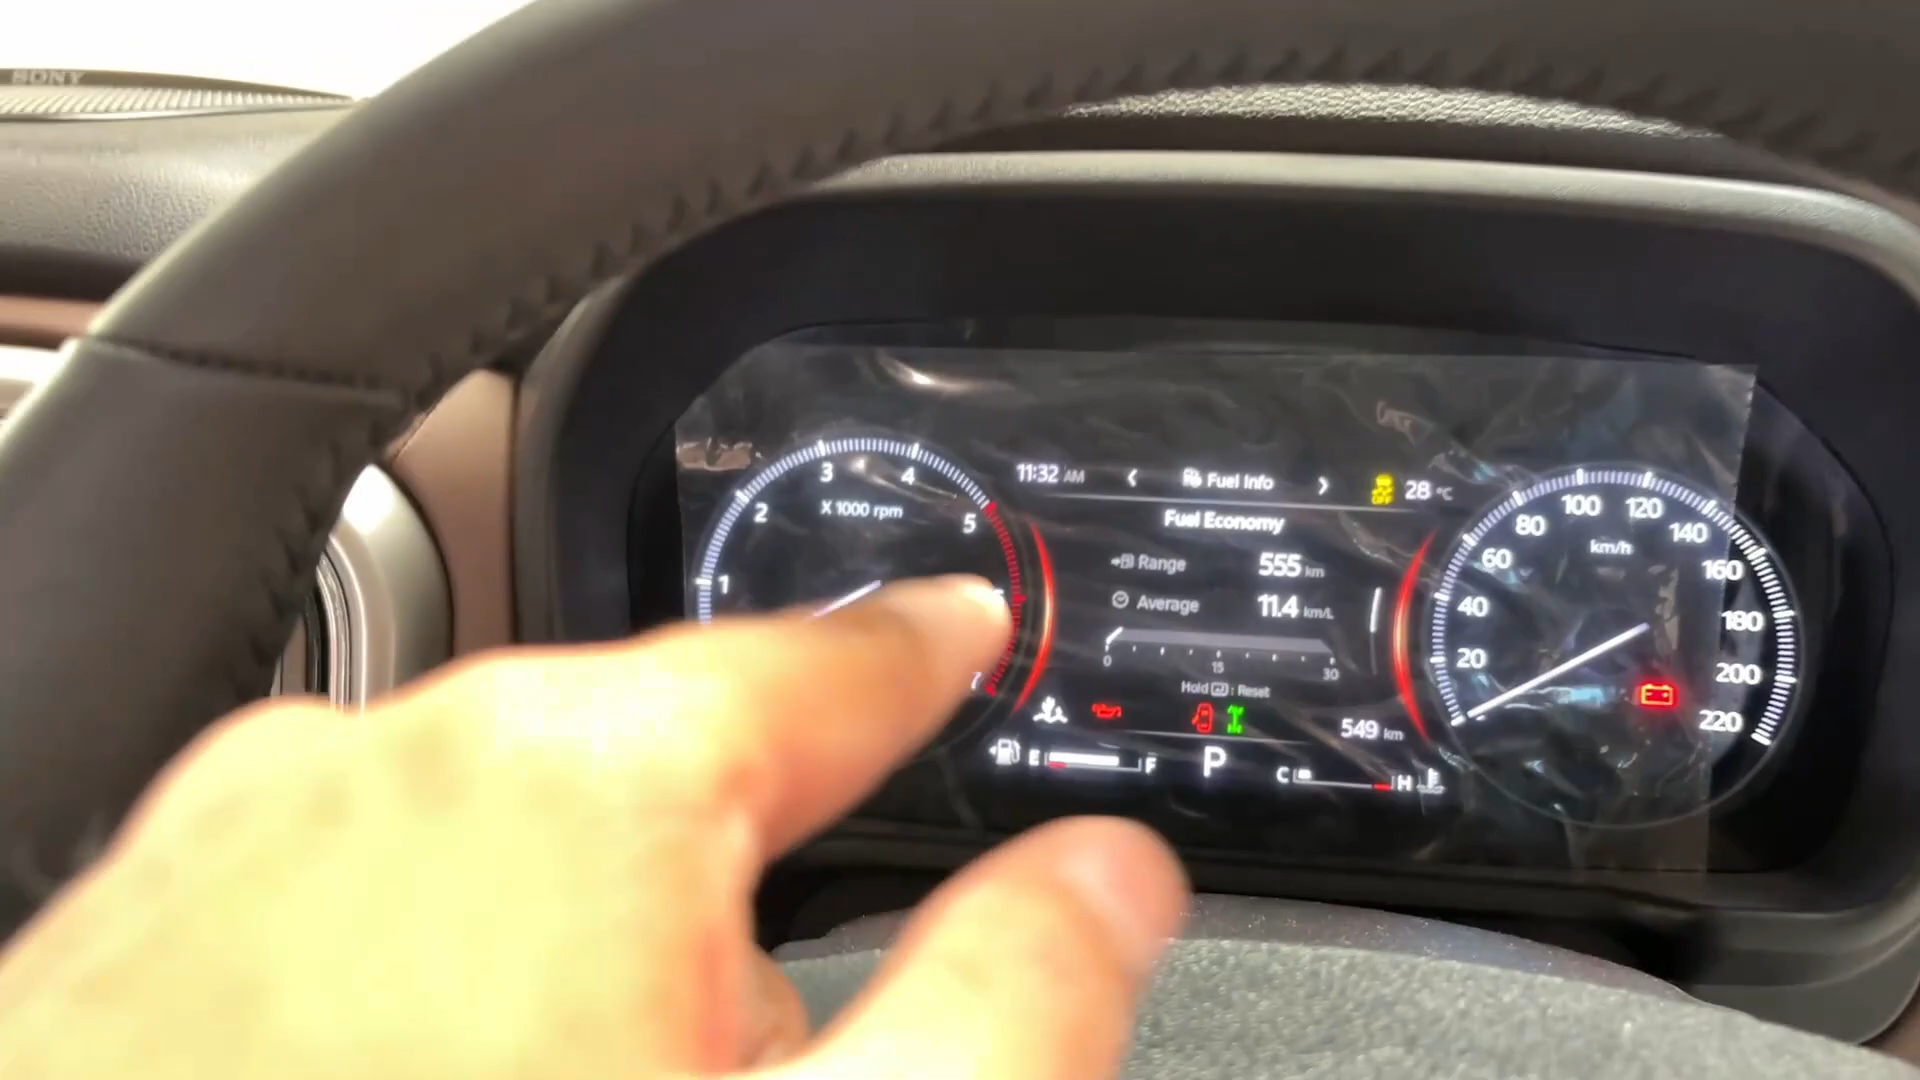 SONY
3
4
2
X 1000 rpm
5
1
7
11:32 AM
Fuel Info
OFF
28 °C
Fuel Economy
Range 555 km
Average 11.4 km/L
0 15 30
Hold : Reset
549 km
E F
P
C H
100
120
80
140
km/h
60
160
40
180
20
200
220